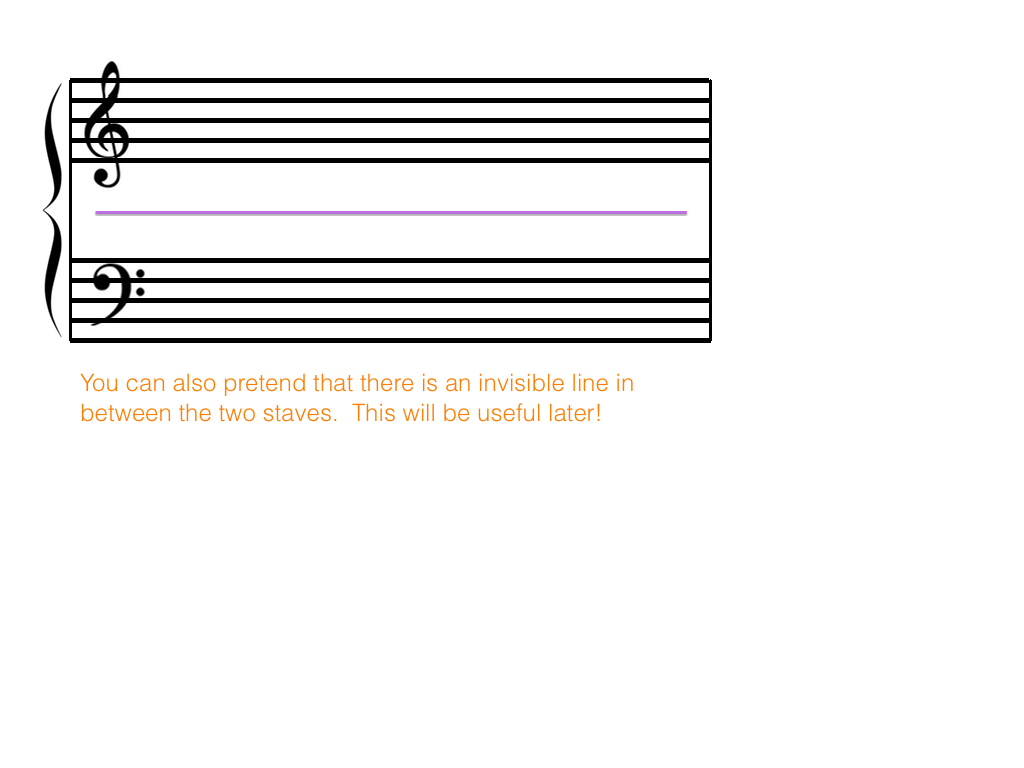 You can also pretend that there is an invisible line in
between the two staves.  This will be useful later!